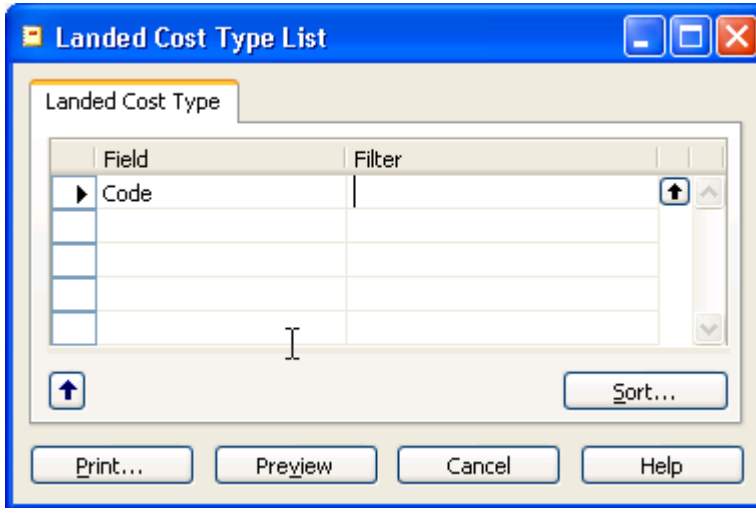 Landed Cost Type List
Landed Cost Type
Field Filter
Code
Sort...
Print... Preview Cancel Help